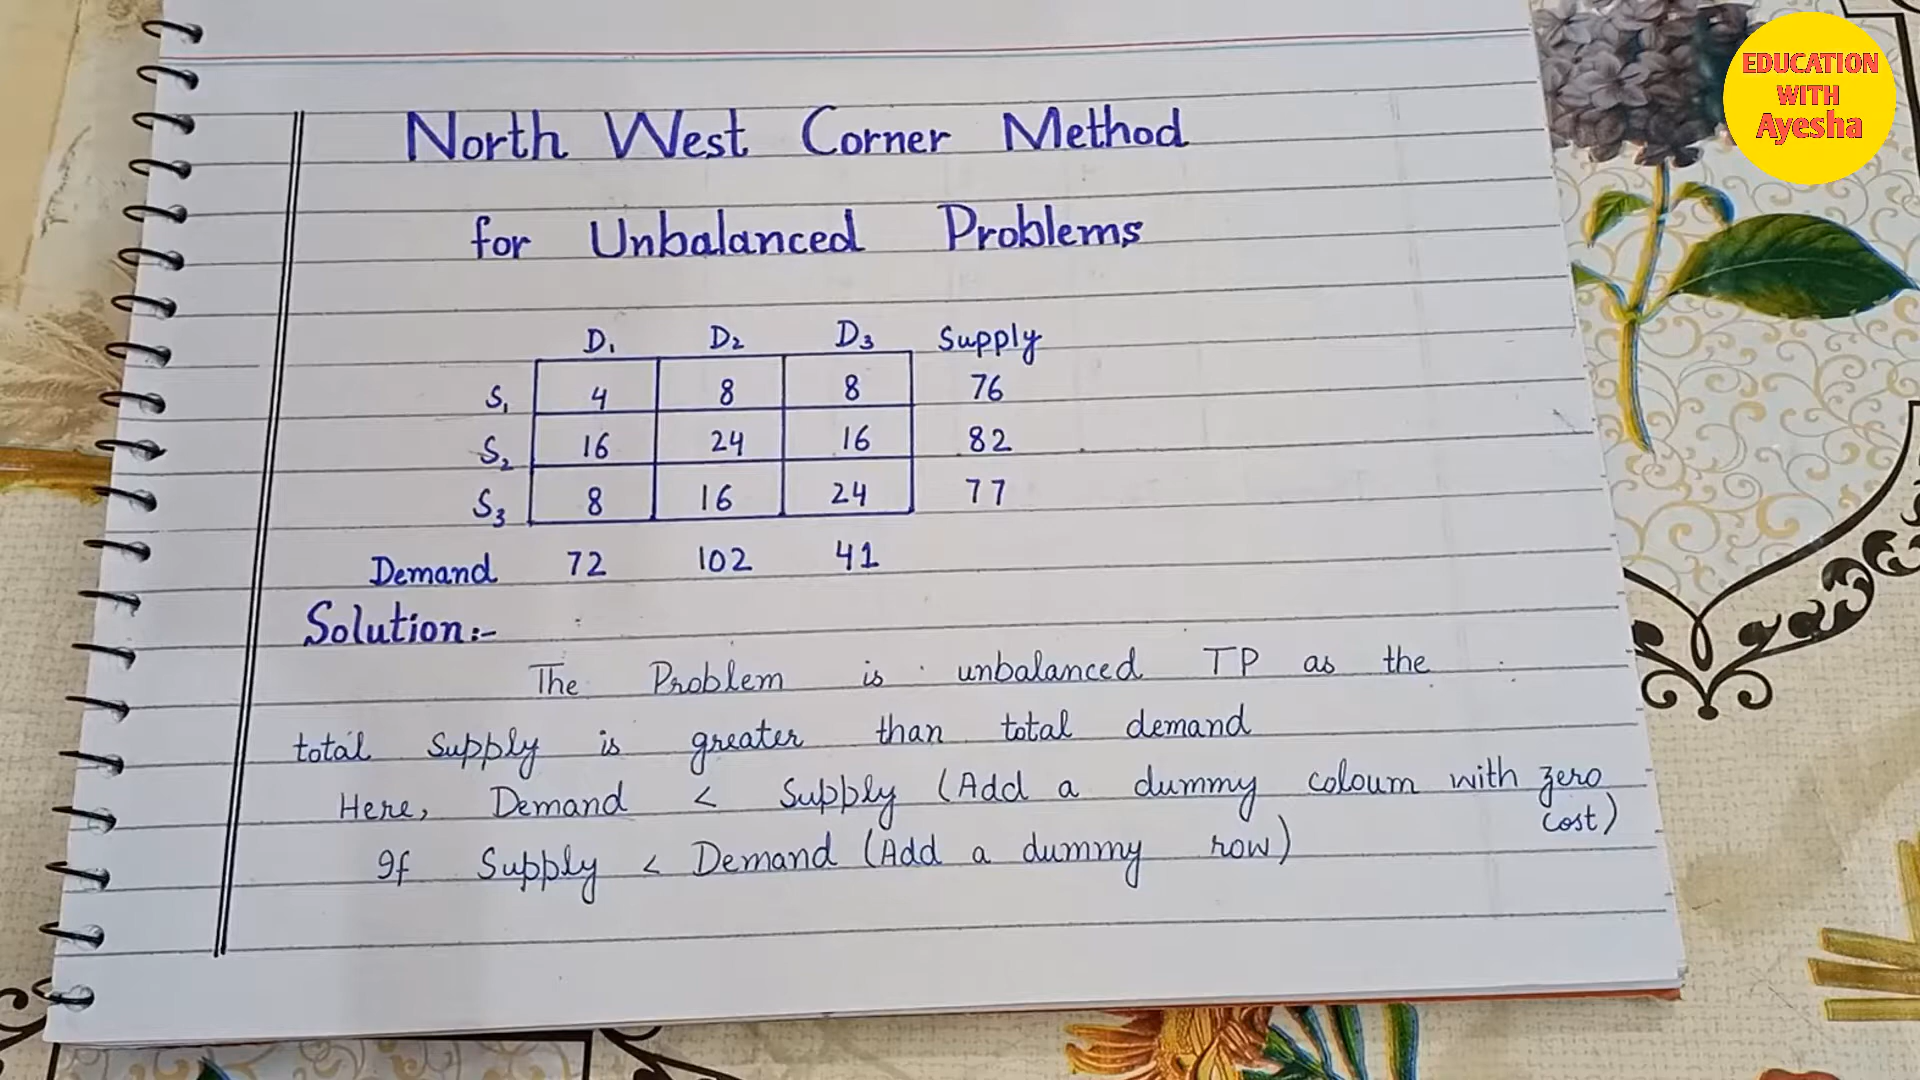 EDUCATION
WITH
Ayesha
North West Corner Method
for Unbalanced Problems
D1 D2 D3 Supply
S1 4 8 8 76
S2 16 24 16 82
S3 8 16 24 77
Demand 72 102 41
Solution:-
The Problem is unbalanced TP as the
total Supply is greater than total demand
Here, Demand < Supply (Add a dummy coloum with zero
cost)
If Supply < Demand (Add a dummy row)